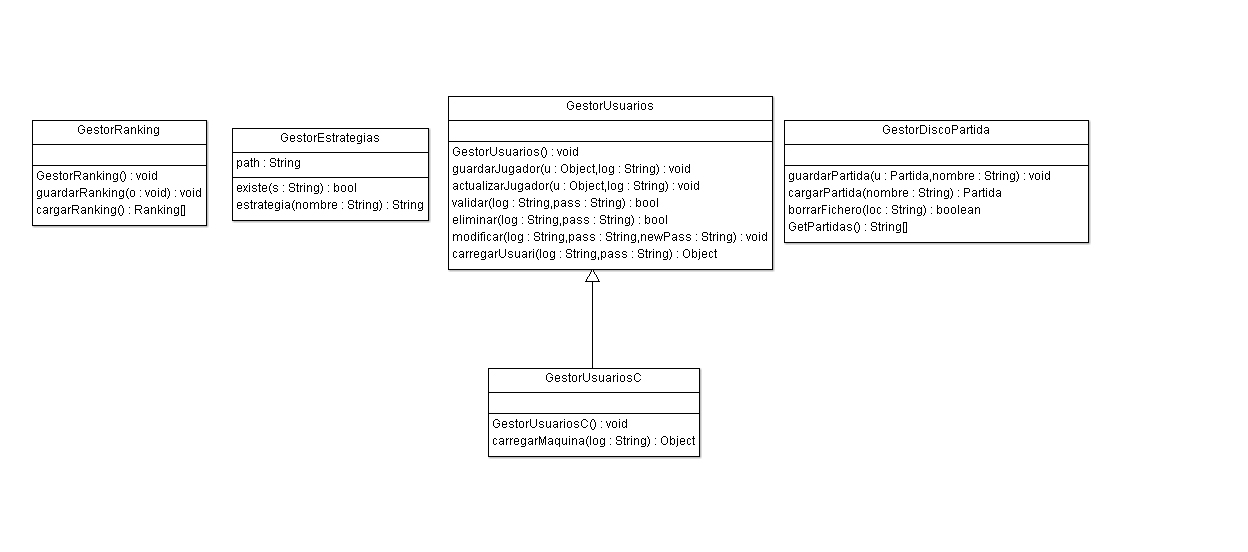 GestorRanking
GestorRanking() : void
guardarRanking(o : void) : void
cargarRanking() : Ranking[]
GestorEstrategias
path : String
existe(s : String) : bool
estrategia(nombre : String) : String
GestorUsuarios
GestorUsuarios() : void
guardarJugador(u : Object,log : String) : void
actualizarJugador(u : Object,log : String) : void
validar(log : String,pass : String) : bool
eliminar(log : String,pass : String) : bool
modificar(log : String,pass : String,newPass : String) : void
carregarUsuari(log : String,pass : String) : Object
GestorDiscoPartida
guardarPartida(u : Partida,nombre : String) : void
cargarPartida(nombre : String) : Partida
borrarFichero(loc : String) : boolean
GetPartidas() : String[]
GestorUsuariosC
GestorUsuariosC() : void
carregarMaquina(log : String) : Object